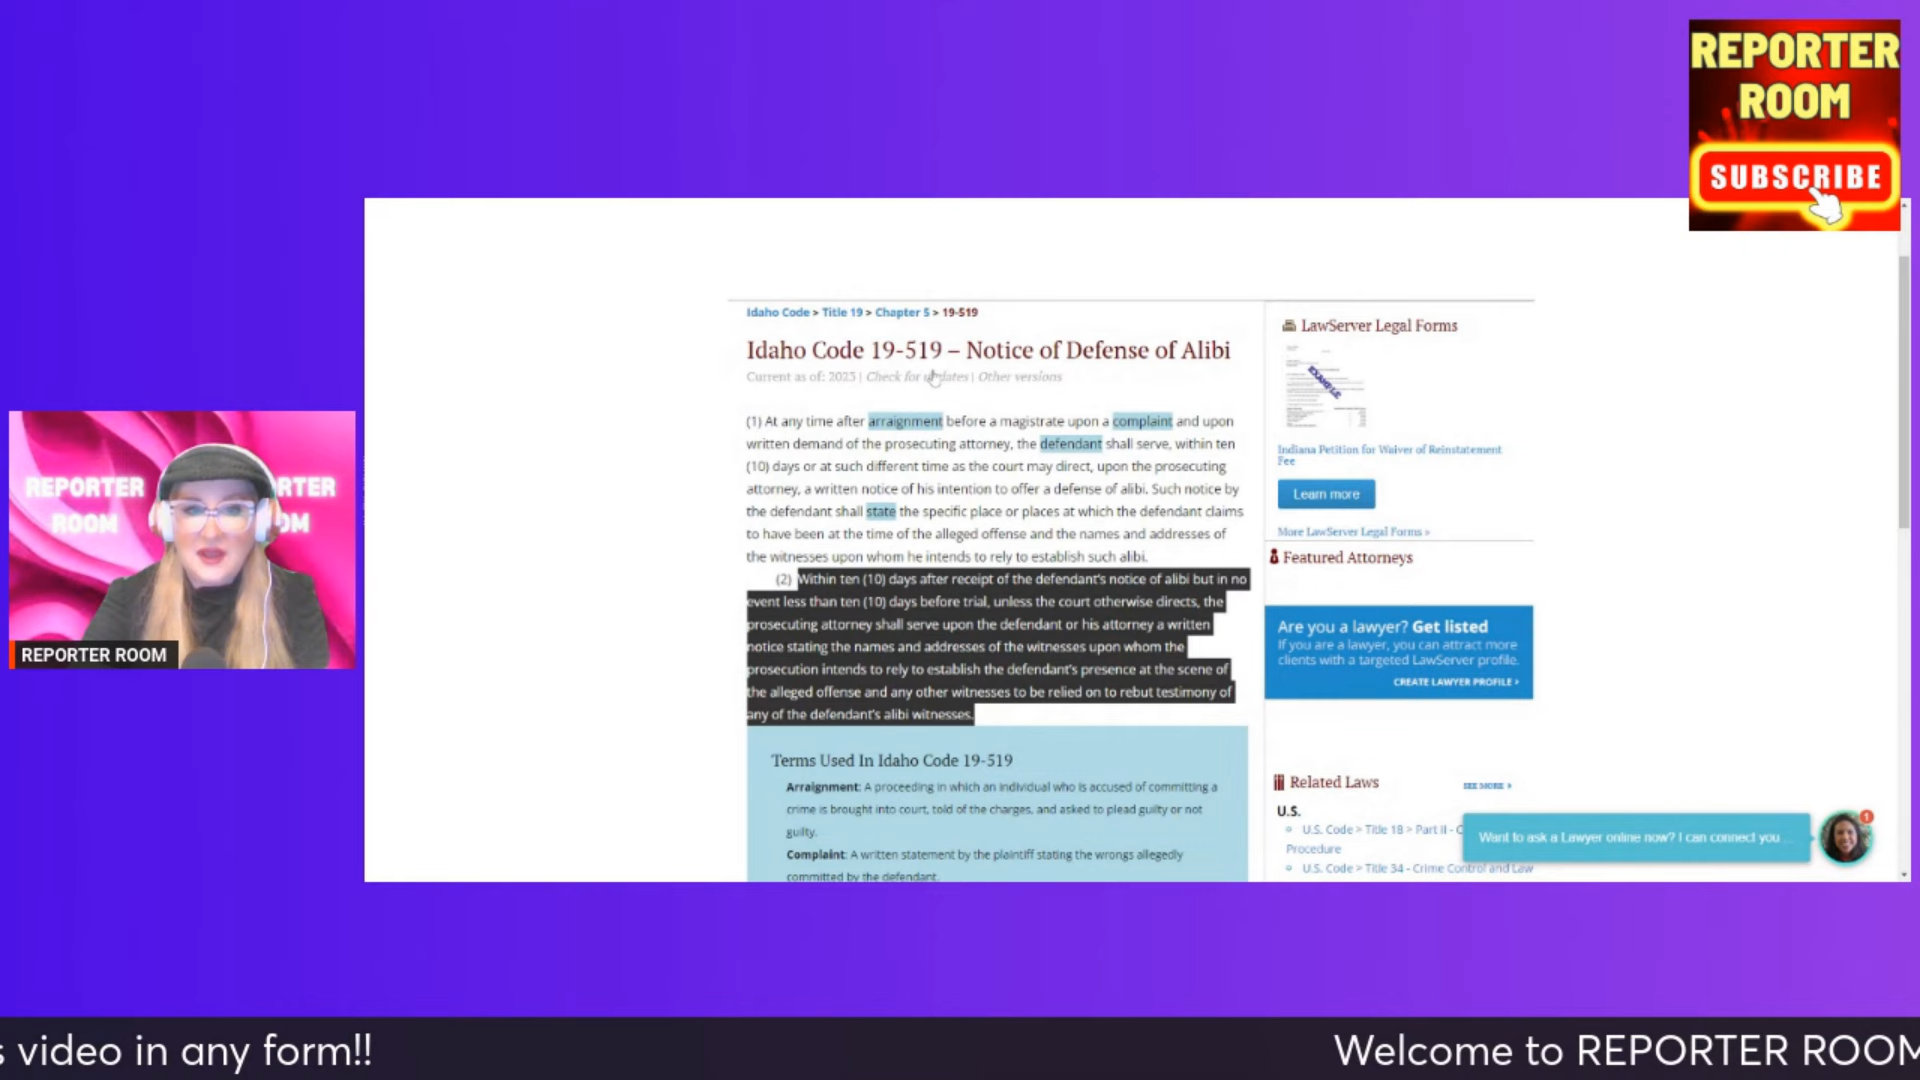 REPORTER
ROOM
SUBSCRIBE
Idaho Code > Title 19 > Chapter 5 > 19-519
Idaho Code 19-519 – Notice of Defense of Alibi
Current as of: 2023 | Check for updates | Other versions
(1) At any time after arraignment before a magistrate upon a complaint and upon
written demand of the prosecuting attorney, the defendant shall serve, within ten
(10) days or at such different time as the court may direct, upon the prosecuting
attorney, a written notice of his intention to offer a defense of alibi. Such notice by
the defendant shall state the specific place or places at which the defendant claims
to have been at the time of the alleged offense and the names and addresses of
the witnesses upon whom he intends to rely to establish such alibi.
(2) Within ten (10) days after receipt of the defendant's notice of alibi but in no
event less than ten (10) days before trial, unless the court otherwise directs, the
prosecuting attorney shall serve upon the defendant or his attorney a written
notice stating the names and addresses of the witnesses upon whom the
prosecution intends to rely to establish the defendant's presence at the scene of
the alleged offense and any other witnesses to be relied on to rebut testimony of
any of the defendant's alibi witnesses.
Terms Used In Idaho Code 19-519
Arraignment: A proceeding in which an individual who is accused of committing a
crime is brought into court, told of the charges, and asked to plead guilty or not
guilty.
Complaint: A written statement by the plaintiff stating the wrongs allegedly
committed by the defendant.
LawServer Legal Forms
EXAMPLE
Indiana Petition for Waiver of Reinstatement
Fee
Learn more
More LawServer Legal Forms »
Featured Attorneys
Are you a lawyer? Get listed
If you are a lawyer, you can attract more
clients with a targeted LawServer profile.
CREATE LAWYER PROFILE ›
Related Laws
SEE MORE »
U.S.
U.S. Code > Title 18 > Part II - C
Procedure
U.S. Code > Title 34 - Crime Control and Law
Want to ask a Lawyer online now? I can connect you ...
1
REPORTER
ROOM
RTER
OM
REPORTER ROOM
s video in any form!!
Welcome to REPORTER ROOM